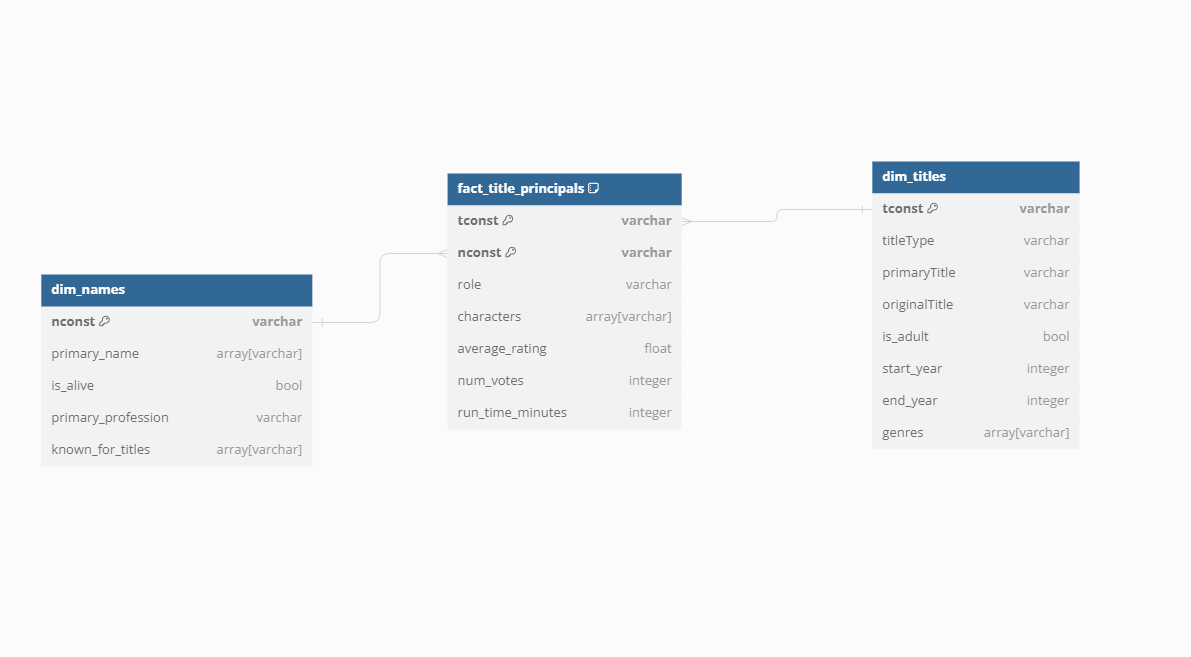 dim_names
nconst varchar
primary_name array[varchar]
is_alive bool
primary_profession varchar
known_for_titles array[varchar]
fact_title_principals
tconst varchar
nconst varchar
role varchar
characters array[varchar]
average_rating float
num_votes integer
run_time_minutes integer
dim_titles
tconst varchar
titleType varchar
primaryTitle varchar
originalTitle varchar
is_adult bool
start_year integer
end_year integer
genres array[varchar]